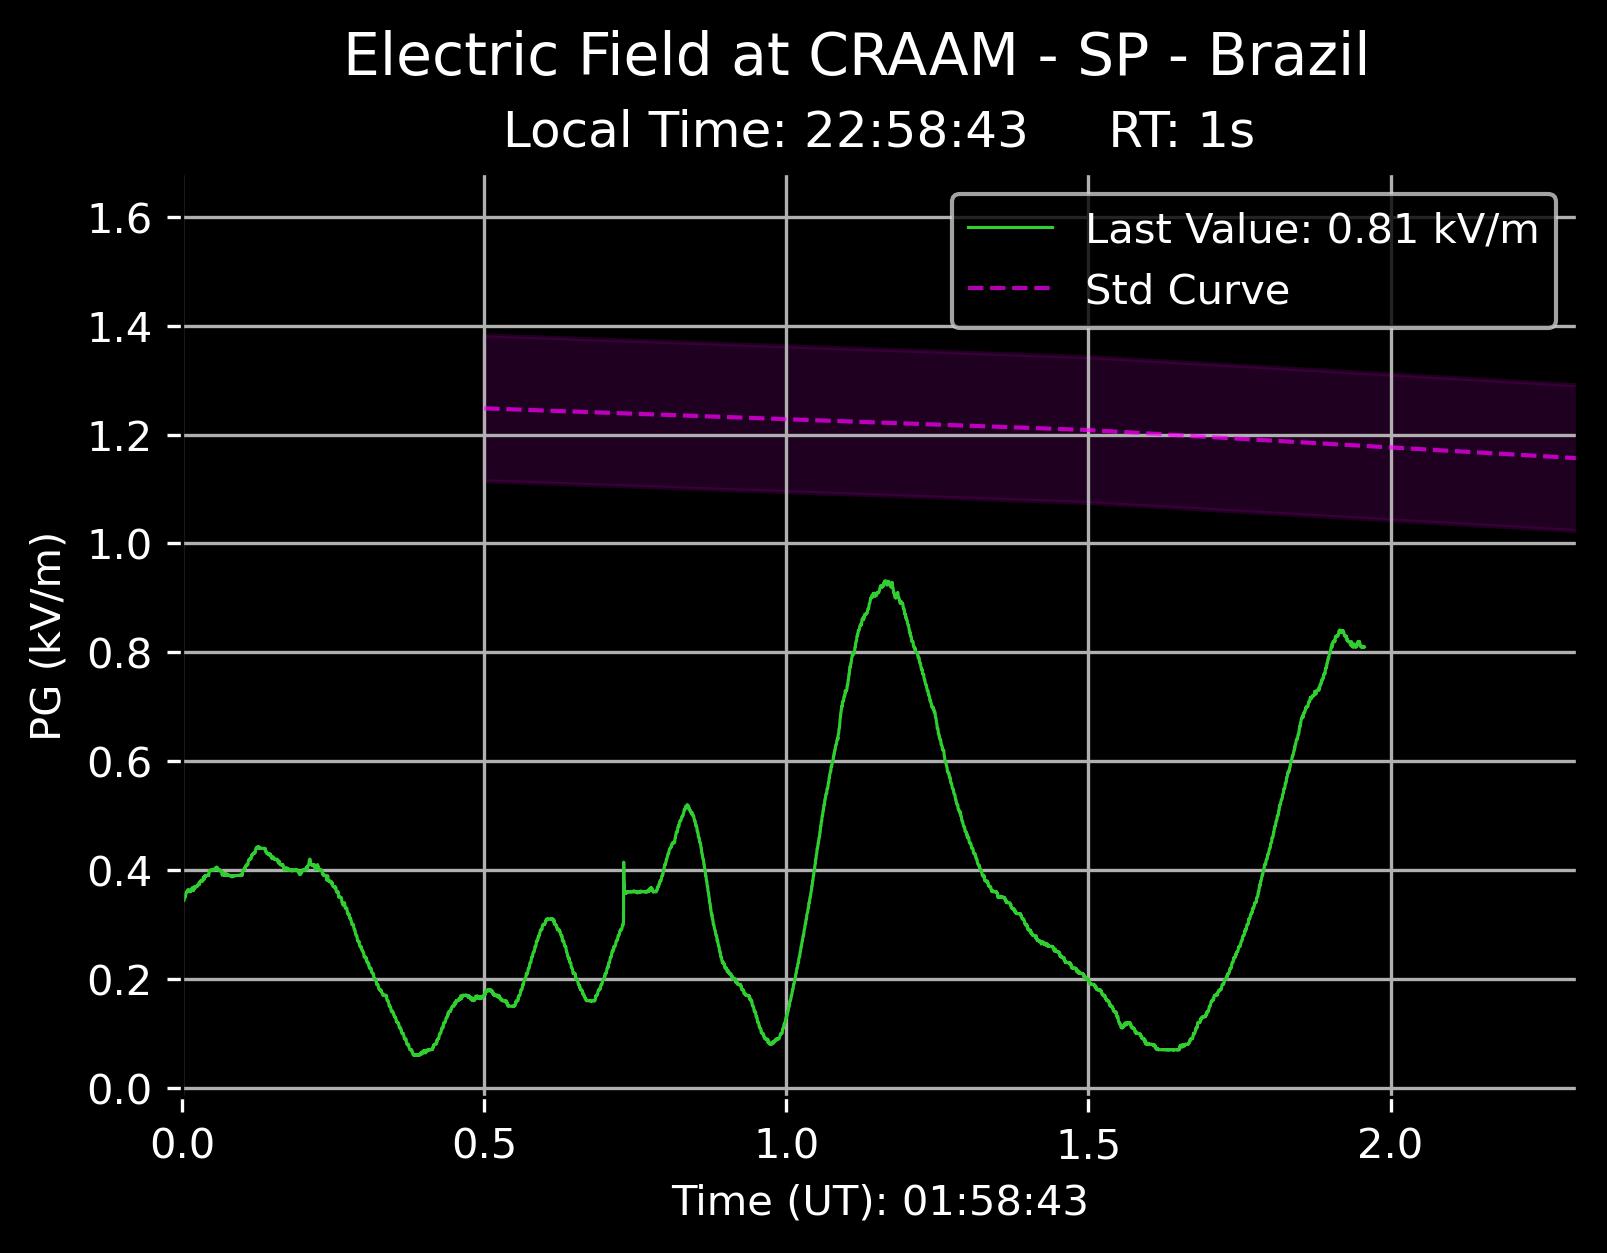 Electric Field at CRAAM - SP - Brazil
Local Time: 22:58:43 RT: 1s
Last Value: 0.81 kV/m
Std Curve
PG (kV/m)
1.6
1.4
1.2
1.0
0.8
0.6
0.4
0.2
0.0
0.0 0.5 1.0 1.5 2.0
Time (UT): 01:58:43